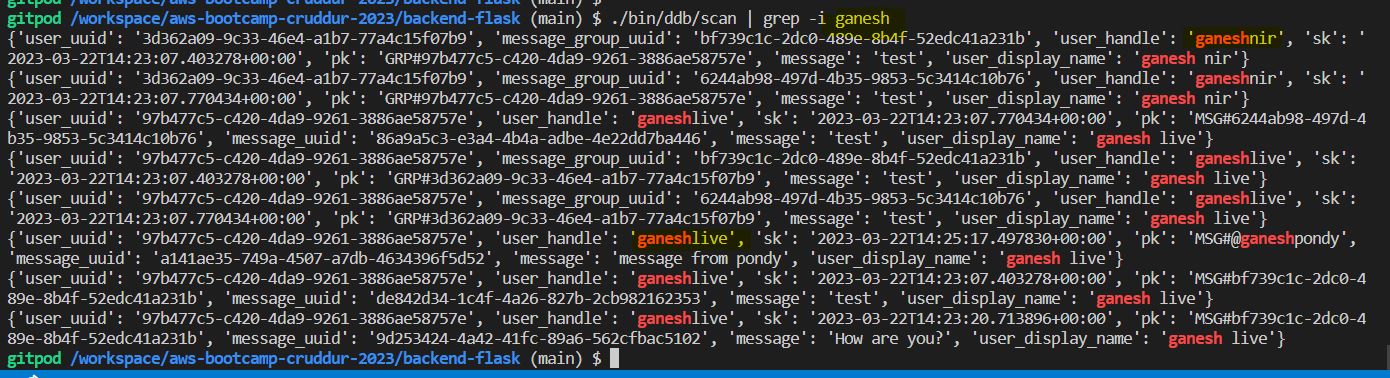 gitpod /workspace/aws-bootcamp-cruddur-2023/backend-flask (main) $ ./bin/ddb/scan | grep -i ganesh
{'user_uuid': '3d362a09-9c33-46e4-a1b7-77a4c15f07b9', 'message_group_uuid': 'bf739c1c-2dc0-489e-8b4f-52edc41a231b', 'user_handle': 'ganeshnir', 'sk': '
2023-03-22T14:23:07.403278+00:00', 'pk': 'GRP#97b477c5-c420-4da9-9261-3886ae58757e', 'message': 'test', 'user_display_name': 'ganesh nir'}
{'user_uuid': '3d362a09-9c33-46e4-a1b7-77a4c15f07b9', 'message_group_uuid': '6244ab98-497d-4b35-9853-5c3414c10b76', 'user_handle': 'ganeshnir', 'sk': '
2023-03-22T14:23:07.770434+00:00', 'pk': 'GRP#97b477c5-c420-4da9-9261-3886ae58757e', 'message': 'test', 'user_display_name': 'ganesh nir'}
{'user_uuid': '97b477c5-c420-4da9-9261-3886ae58757e', 'user_handle': 'ganeshlive', 'sk': '2023-03-22T14:23:07.770434+00:00', 'pk': 'MSG#6244ab98-497d-4
b35-9853-5c3414c10b76', 'message_uuid': '86a9a5c3-e3a4-4b4a-adbe-4e22dd7ba446', 'message': 'test', 'user_display_name': 'ganesh live'}
{'user_uuid': '97b477c5-c420-4da9-9261-3886ae58757e', 'message_group_uuid': 'bf739c1c-2dc0-489e-8b4f-52edc41a231b', 'user_handle': 'ganeshlive', 'sk':
'2023-03-22T14:23:07.403278+00:00', 'pk': 'GRP#3d362a09-9c33-46e4-a1b7-77a4c15f07b9', 'message': 'test', 'user_display_name': 'ganesh live'}
{'user_uuid': '97b477c5-c420-4da9-9261-3886ae58757e', 'message_group_uuid': '6244ab98-497d-4b35-9853-5c3414c10b76', 'user_handle': 'ganeshlive', 'sk':
'2023-03-22T14:23:07.770434+00:00', 'pk': 'GRP#3d362a09-9c33-46e4-a1b7-77a4c15f07b9', 'message': 'test', 'user_display_name': 'ganesh live'}
{'user_uuid': '97b477c5-c420-4da9-9261-3886ae58757e', 'user_handle': 'ganeshlive', 'sk': '2023-03-22T14:25:17.497830+00:00', 'pk': 'MSG#@ganeshpondy',
'message_uuid': 'a141ae35-749a-4507-a7db-4634396f5d52', 'message': 'message from pondy', 'user_display_name': 'ganesh live'}
{'user_uuid': '97b477c5-c420-4da9-9261-3886ae58757e', 'user_handle': 'ganeshlive', 'sk': '2023-03-22T14:23:07.403278+00:00', 'pk': 'MSG#bf739c1c-2dc0-4
89e-8b4f-52edc41a231b', 'message_uuid': 'de842d34-1c4f-4a26-827b-2cb982162353', 'message': 'test', 'user_display_name': 'ganesh live'}
{'user_uuid': '97b477c5-c420-4da9-9261-3886ae58757e', 'user_handle': 'ganeshlive', 'sk': '2023-03-22T14:23:20.713896+00:00', 'pk': 'MSG#bf739c1c-2dc0-4
89e-8b4f-52edc41a231b', 'message_uuid': '9d253424-4a42-41fc-89a6-562cfbac5102', 'message': 'How are you?', 'user_display_name': 'ganesh live'}
gitpod /workspace/aws-bootcamp-cruddur-2023/backend-flask (main) $